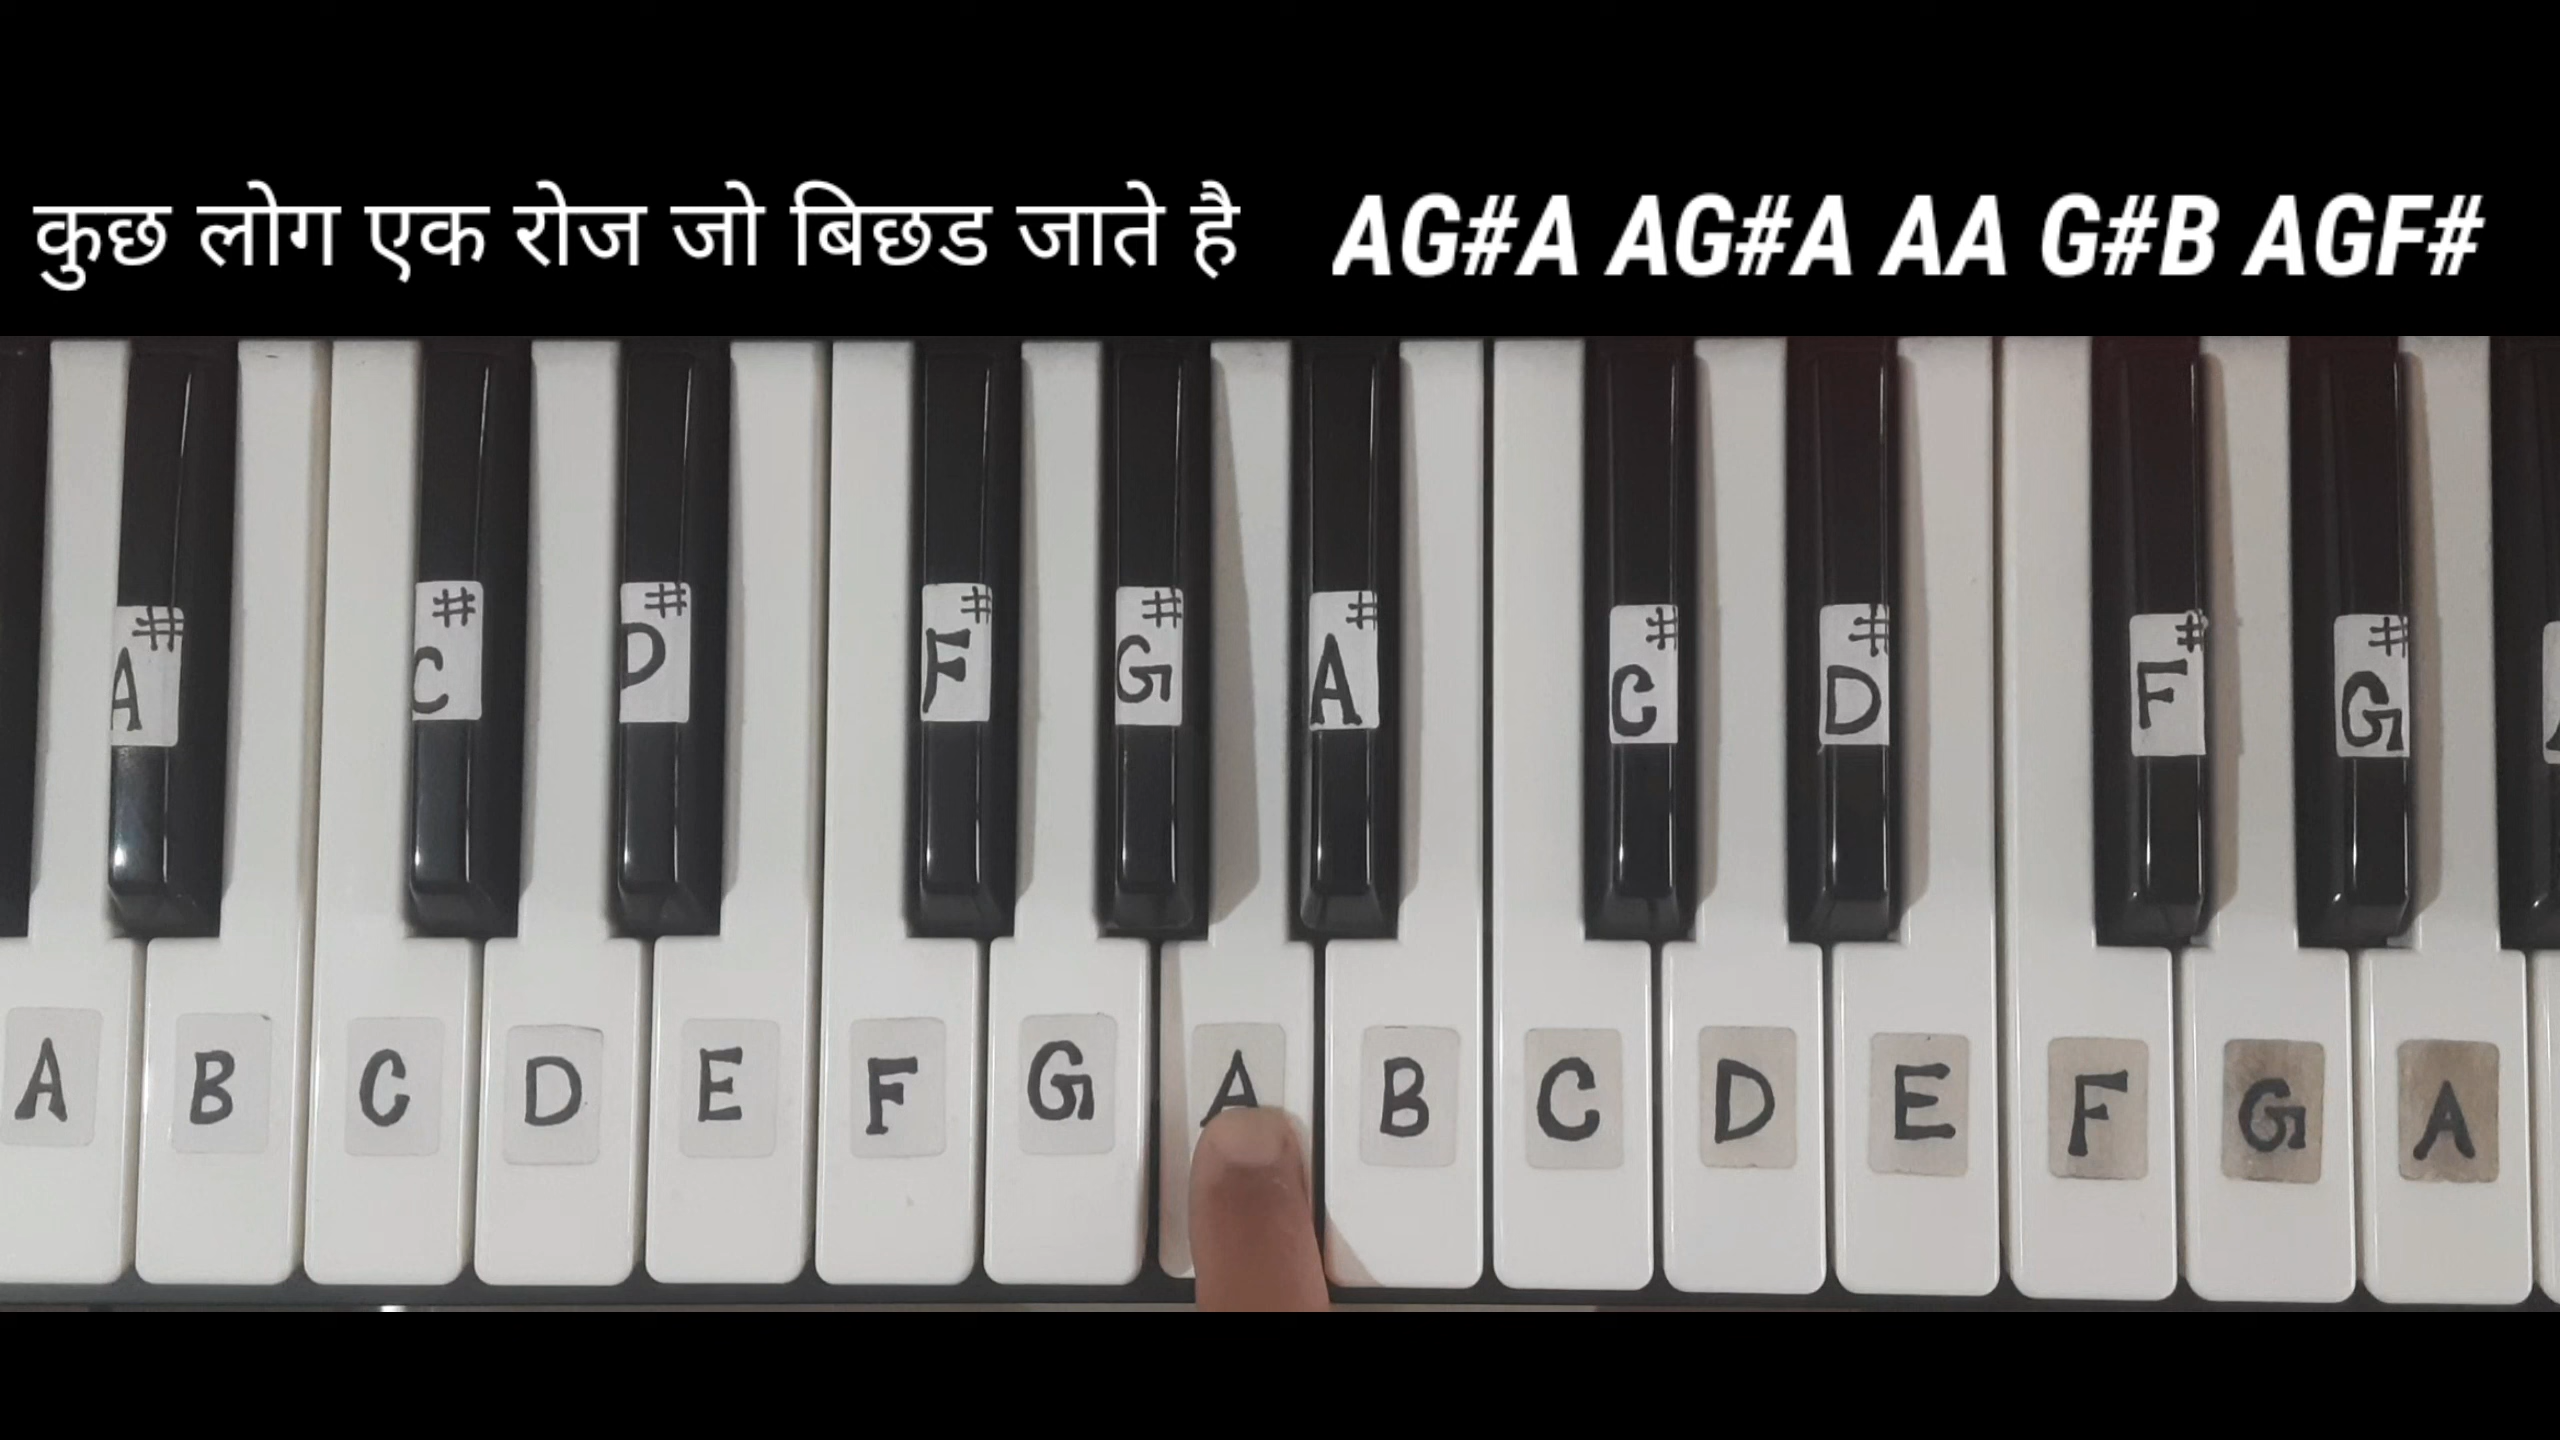 कुछ लोग एक रोज जो बिछड जाते है AG#A AG#A AA G#B AGF#
A# C# D# F# G# A# C# D# F# G#
A B C D E F G A B C D E F G A